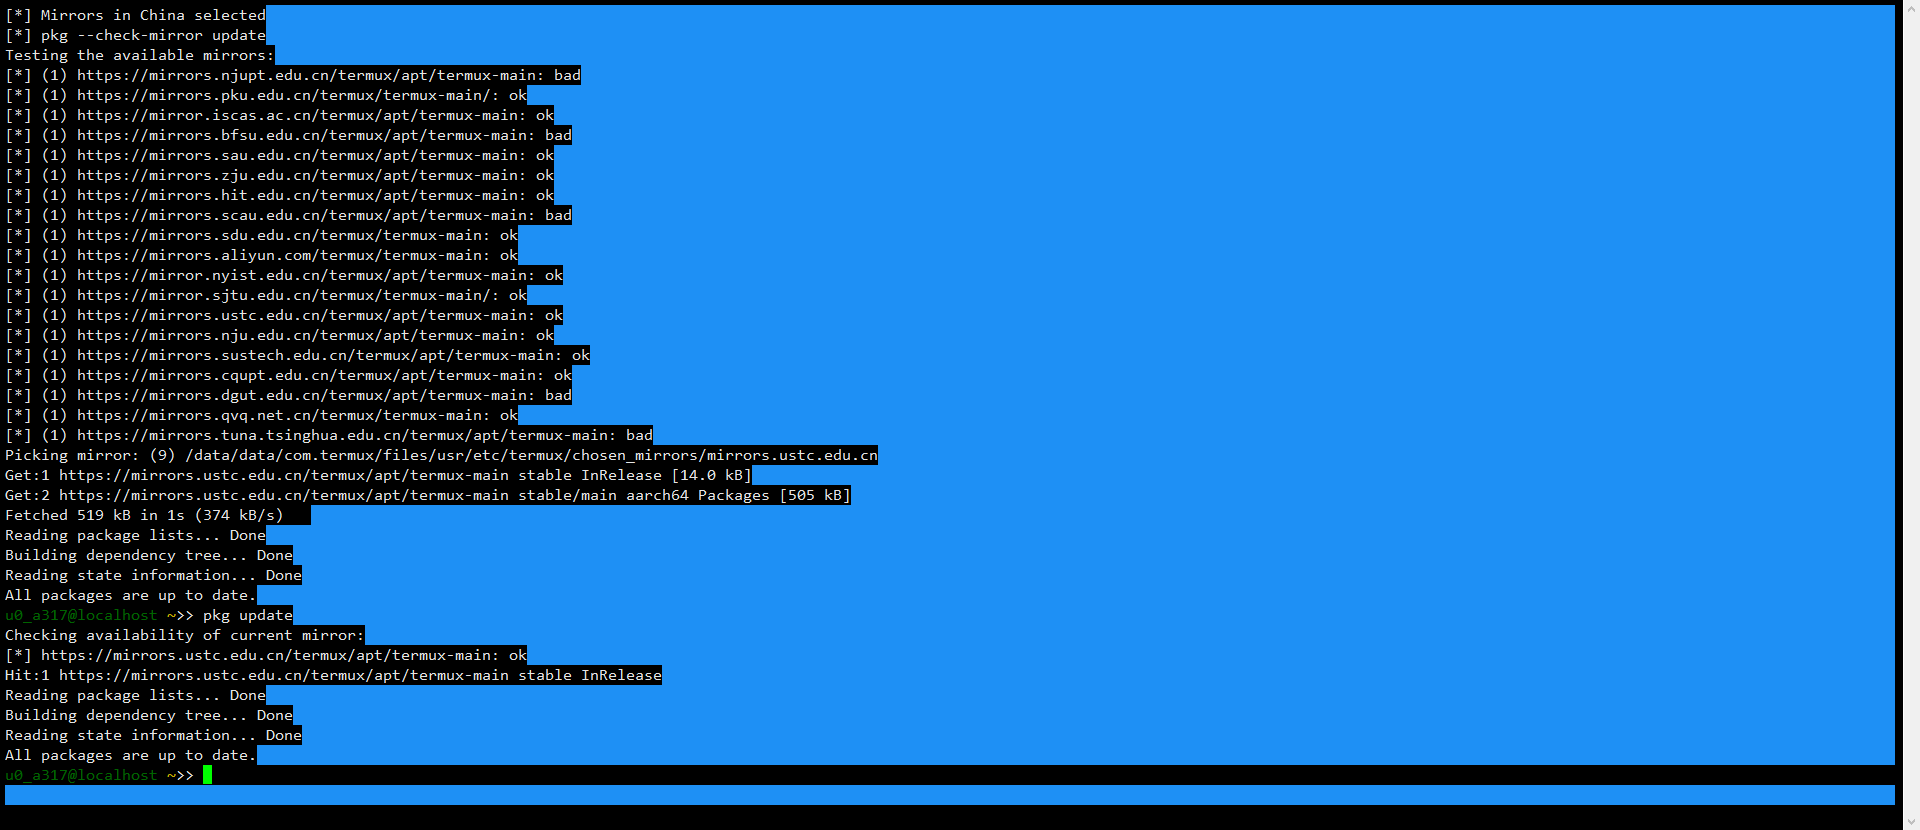 [*] Mirrors in China selected
[*] pkg --check-mirror update
Testing the available mirrors:
[*] (1) https://mirrors.njupt.edu.cn/termux/apt/termux-main: bad
[*] (1) https://mirrors.pku.edu.cn/termux/termux-main/: ok
[*] (1) https://mirror.iscas.ac.cn/termux/apt/termux-main: ok
[*] (1) https://mirrors.bfsu.edu.cn/termux/apt/termux-main: bad
[*] (1) https://mirrors.sau.edu.cn/termux/apt/termux-main: ok
[*] (1) https://mirrors.zju.edu.cn/termux/apt/termux-main: ok
[*] (1) https://mirrors.hit.edu.cn/termux/apt/termux-main: ok
[*] (1) https://mirrors.scau.edu.cn/termux/apt/termux-main: bad
[*] (1) https://mirrors.sdu.edu.cn/termux/termux-main: ok
[*] (1) https://mirrors.aliyun.com/termux/termux-main: ok
[*] (1) https://mirror.nyist.edu.cn/termux/apt/termux-main: ok
[*] (1) https://mirror.sjtu.edu.cn/termux/termux-main/: ok
[*] (1) https://mirrors.ustc.edu.cn/termux/apt/termux-main: ok
[*] (1) https://mirrors.nju.edu.cn/termux/apt/termux-main: ok
[*] (1) https://mirrors.sustech.edu.cn/termux/apt/termux-main: ok
[*] (1) https://mirrors.cqupt.edu.cn/termux/apt/termux-main: ok
[*] (1) https://mirrors.dgut.edu.cn/termux/apt/termux-main: bad
[*] (1) https://mirrors.qvq.net.cn/termux/termux-main: ok
[*] (1) https://mirrors.tuna.tsinghua.edu.cn/termux/apt/termux-main: bad
Picking mirror: (9) /data/data/com.termux/files/usr/etc/termux/chosen_mirrors/mirrors.ustc.edu.cn
Get:1 https://mirrors.ustc.edu.cn/termux/apt/termux-main stable InRelease [14.0 kB]
Get:2 https://mirrors.ustc.edu.cn/termux/apt/termux-main stable/main aarch64 Packages [505 kB]
Fetched 519 kB in 1s (374 kB/s)
Reading package lists... Done
Building dependency tree... Done
Reading state information... Done
All packages are up to date.
u0_a317@localhost ~>> pkg update
Checking availability of current mirror:
[*] https://mirrors.ustc.edu.cn/termux/apt/termux-main: ok
Hit:1 https://mirrors.ustc.edu.cn/termux/apt/termux-main stable InRelease
Reading package lists... Done
Building dependency tree... Done
Reading state information... Done
All packages are up to date.
u0_a317@localhost ~>>